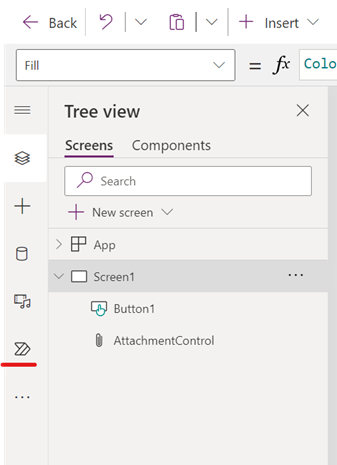 Back Insert
Fill = fx Colo
Tree view
Screens Components
Search
New screen
App
Screen1 ...
Button1
AttachmentControl
...